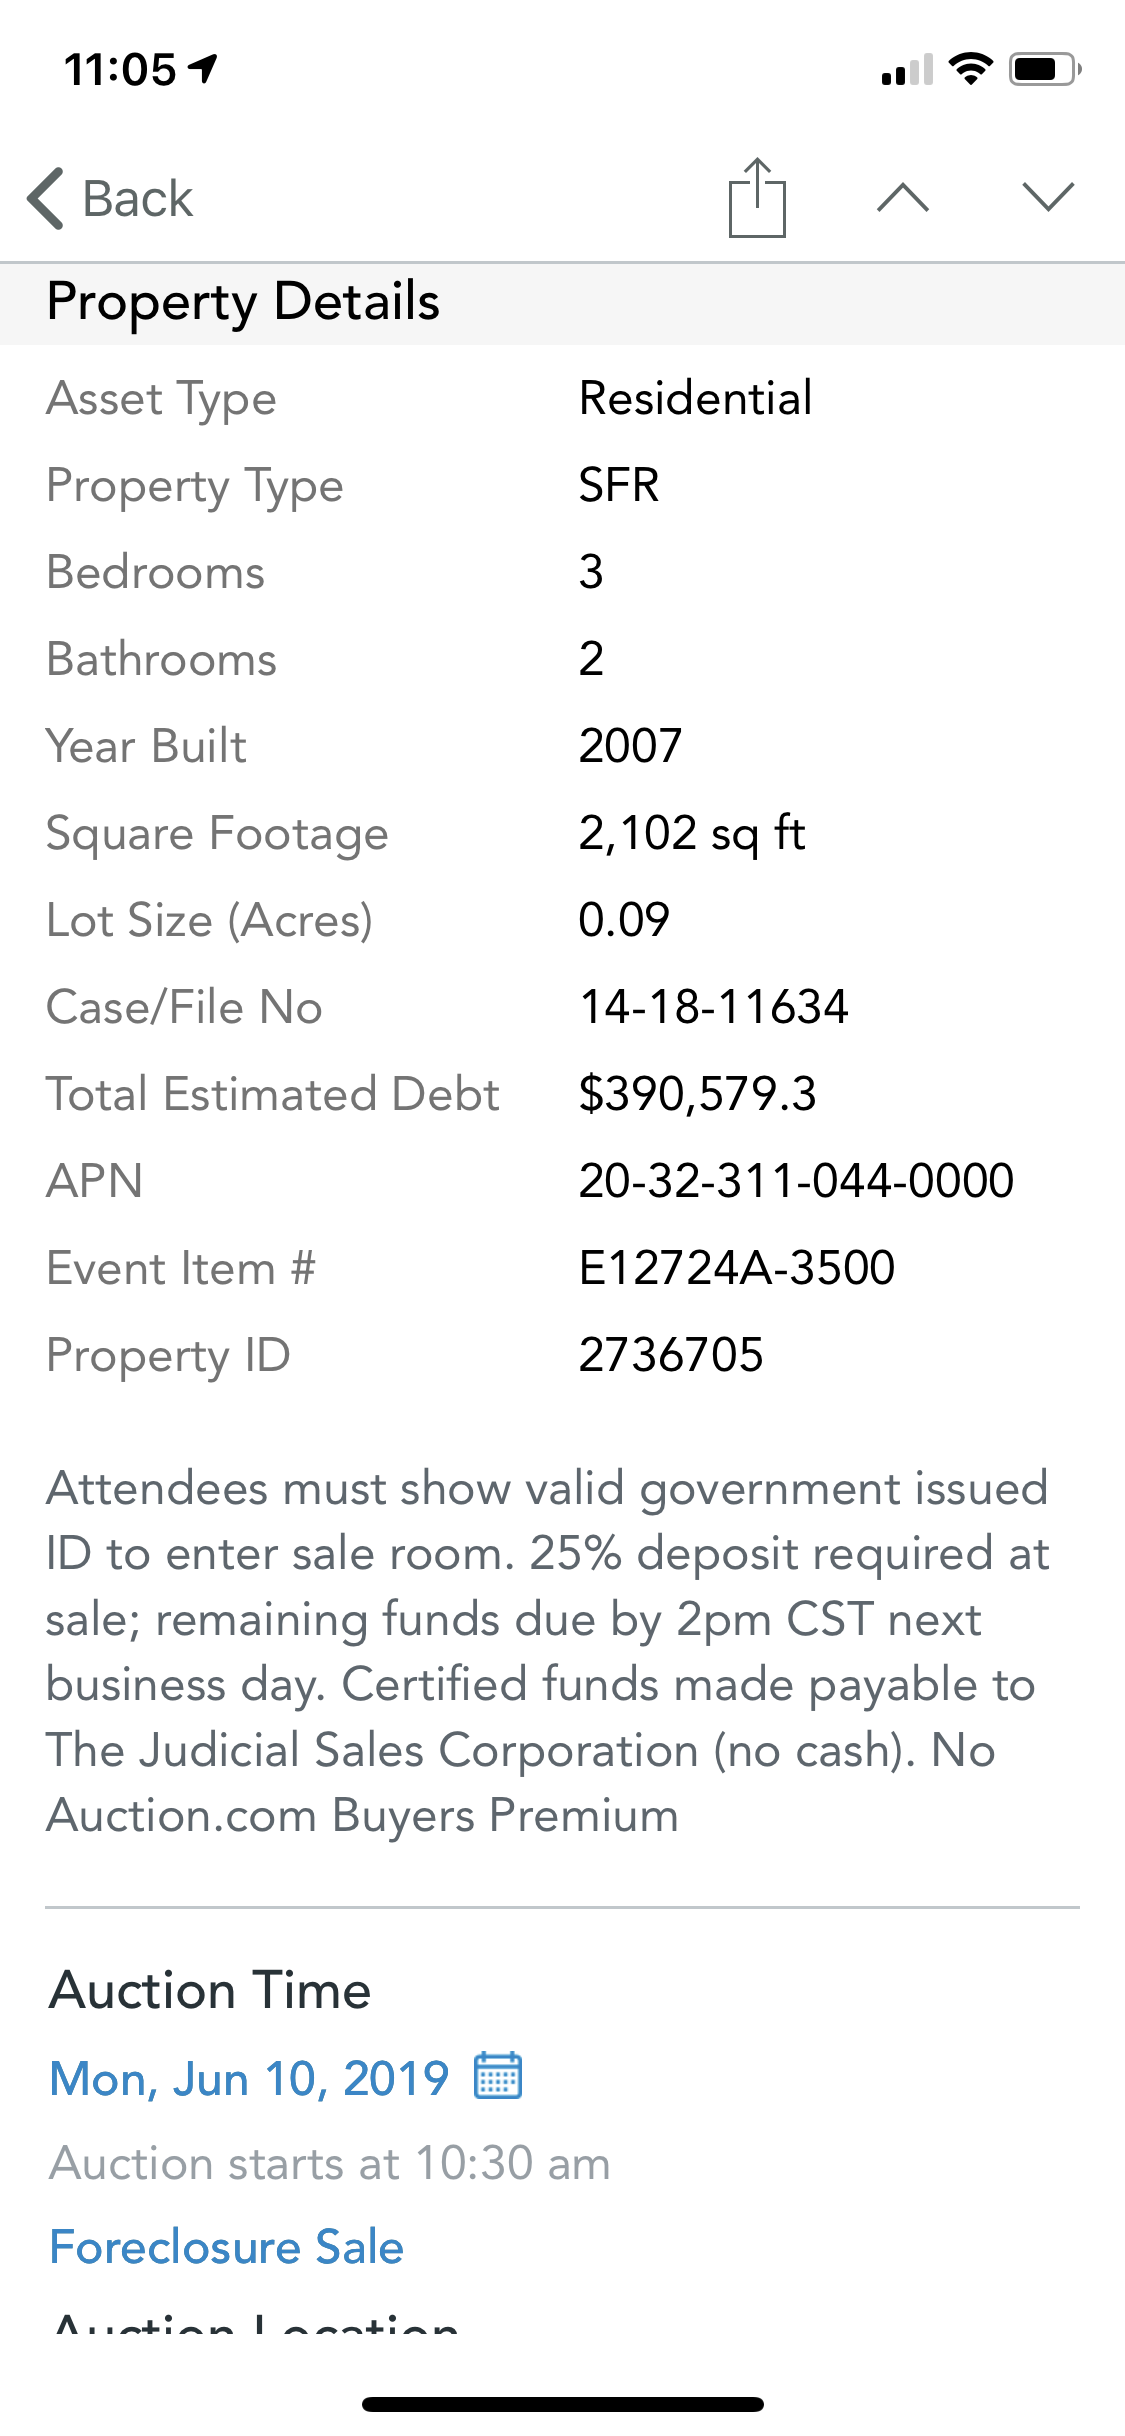 11:05
Back
Property Details
Asset Type Residential
Property Type SFR
Bedrooms 3
Bathrooms 2
Year Built 2007
Square Footage 2,102 sq ft
Lot Size (Acres) 0.09
Case/File No 14-18-11634
Total Estimated Debt $390,579.3
APN 20-32-311-044-0000
Event Item # E12724A-3500
Property ID 2736705
Attendees must show valid government issued
ID to enter sale room. 25% deposit required at
sale; remaining funds due by 2pm CST next
business day. Certified funds made payable to
The Judicial Sales Corporation (no cash). No
Auction.com Buyers Premium
Auction Time
Mon, Jun 10, 2019
Auction starts at 10:30 am
Foreclosure Sale
Auction Location